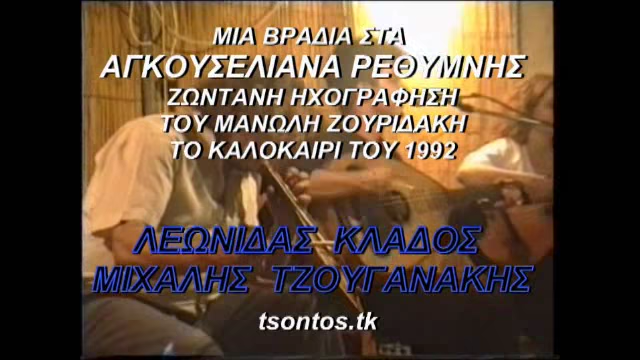 ΜΙΑ ΒΡΑΔΙΑ ΣΤΑ
ΑΓΚΟΥΣΕΛΙΑΝΑ ΡΕΘΥΜΝΗΣ
ΖΩΝΤΑΝΗ ΗΧΟΓΡΑΦΗΣΗ
ΤΟΥ ΜΑΝΩΛΗ ΖΟΥΡΙΔΑΚΗ
ΤΟ ΚΑΛΟΚΑΙΡΙ ΤΟΥ 1992
ΛΕΩΝΙΔΑΣ ΚΛΑΔΟΣ
ΜΙΧΑΛΗΣ ΤΖΟΥΓΑΝΑΚΗΣ
tsontos.tk